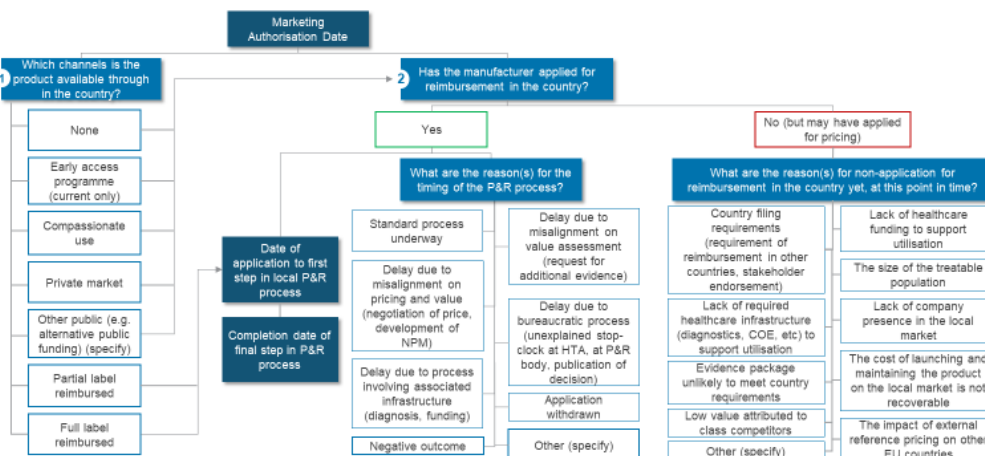 Marketing
Authorisation Date
1
Which channels is the
product available through
in the country?
None
Early access
programme
(current only)
Compassionate
use
Private market
Other public (e.g.
alternative public
funding) (specify)
Partial label
reimbursed
Full label
reimbursed
2
Has the manufacturer applied for
reimbursement in the country?
Yes
Date of
application to first
step in local P&R
process
Completion date of
final step in P&R
process
What are the reason(s) for the
timing of the P&R process?
Standard process
underway
Delay due to
misalignment on
pricing and value
(negotiation of price,
development of
NPM)
Delay due to process
involving associated
infrastructure
(diagnosis, funding)
Negative outcome
Delay due to
misalignment on
value assessment
(request for
additional evidence)
Delay due to
bureaucratic process
(unexplained stop-
clock at HTA, at P&R
body, publication of
decision)
Application
withdrawn
Other (specify)
No (but may have applied
for pricing)
What are the reason(s) for non-application for
reimbursement in the country yet, at this point in time?
Country filing
requirements
(requirement of
reimbursement in other
countries, stakeholder
endorsement)
Lack of required
healthcare infrastructure
(diagnostics, COE, etc) to
support utilisation
Evidence package
unlikely to meet country
requirements
Low value attributed to
class competitors
Other (specify)
Lack of healthcare
funding to support
utilisation
The size of the treatable
population
Lack of company
presence in the local
market
The cost of launching and
maintaining the product
on the local market is not
recoverable
The impact of external
reference pricing on other
EU countries